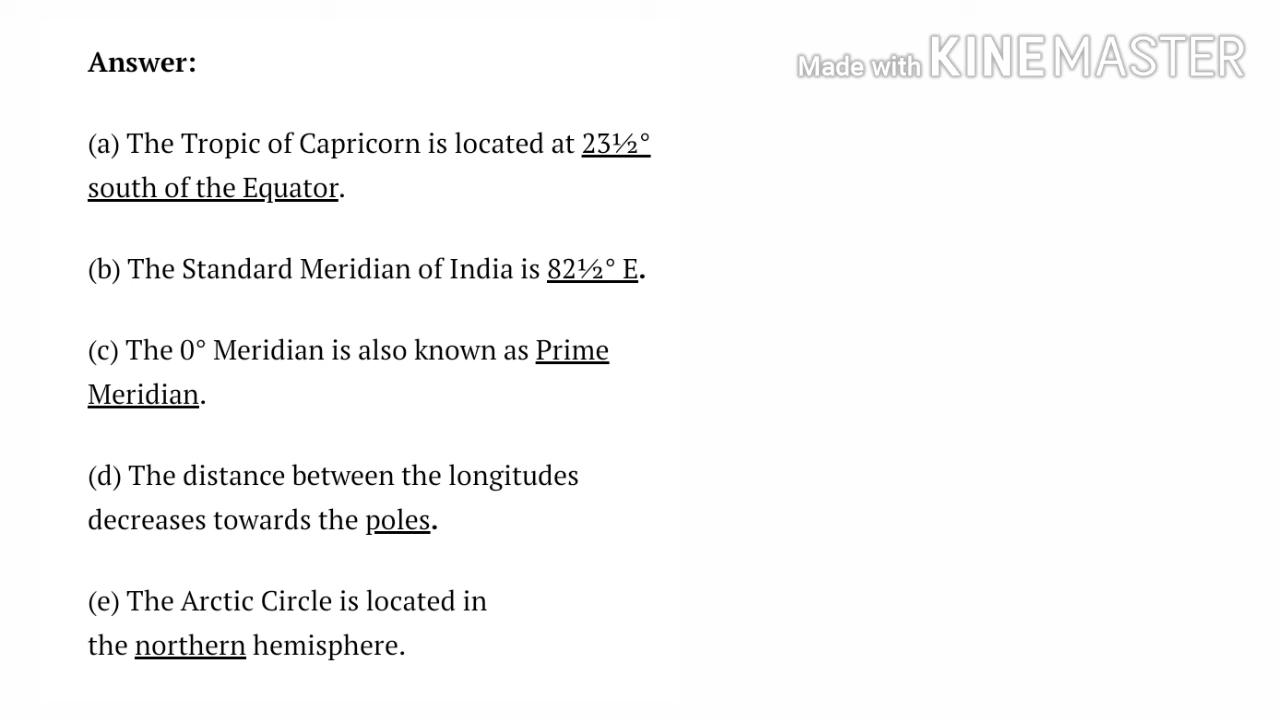 Answer:
Made with KINEMASTER
(a) The Tropic of Capricorn is located at 23½°
south of the Equator.
(b) The Standard Meridian of India is 82½° E.
(c) The 0° Meridian is also known as Prime
Meridian.
(d) The distance between the longitudes
decreases towards the poles.
(e) The Arctic Circle is located in
the northern hemisphere.